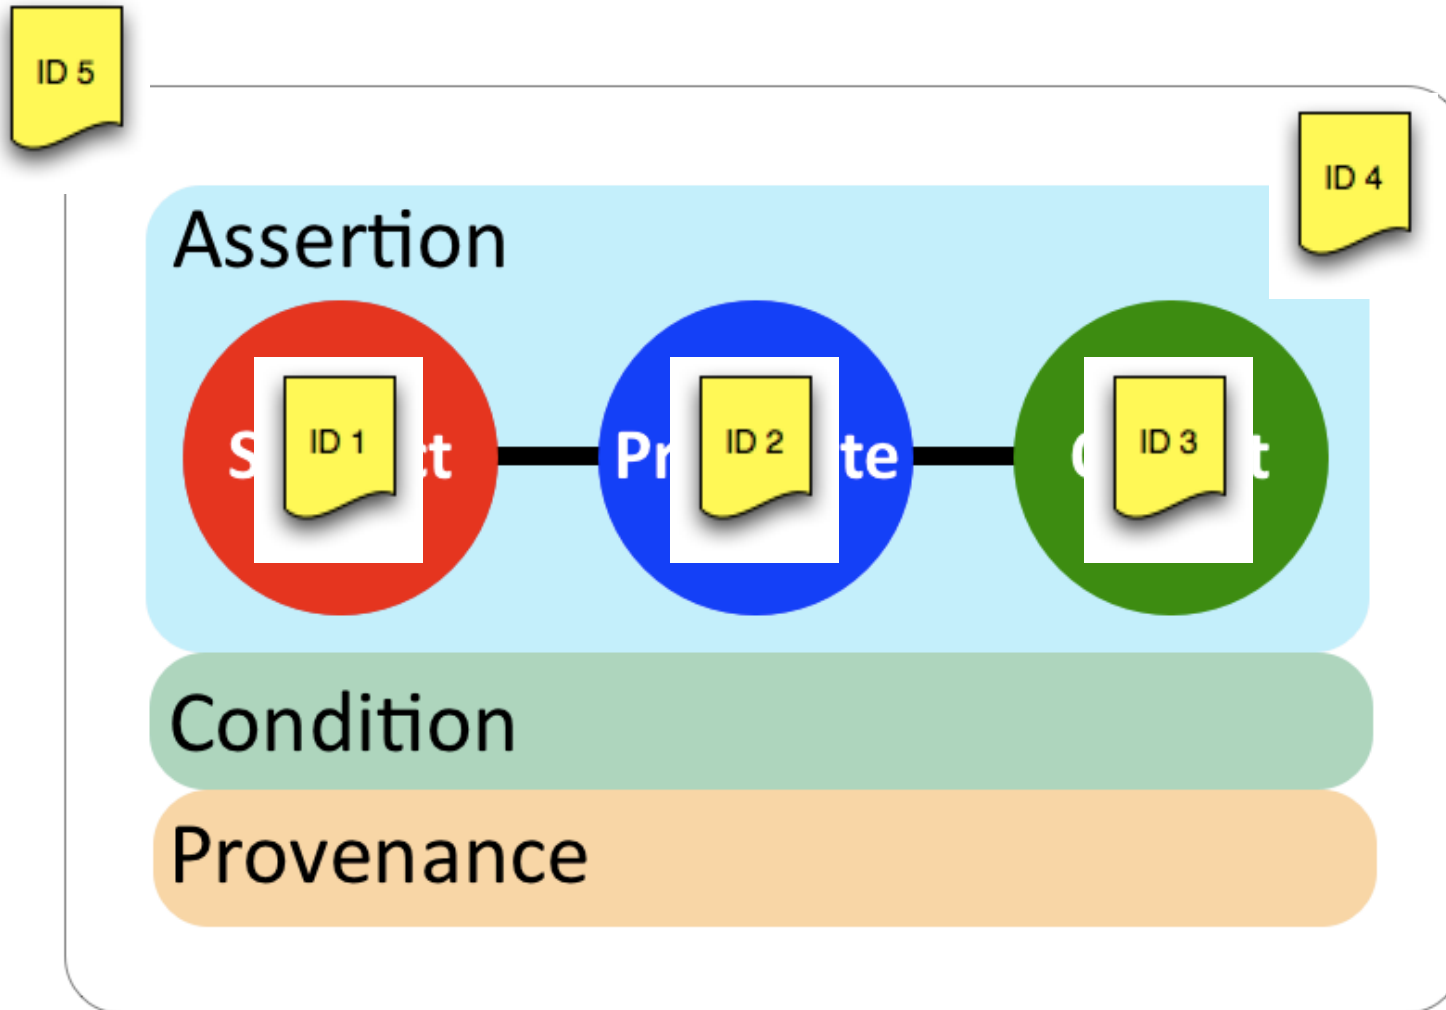 ID 5
ID 4
Assertion
ID 1
ID 2
ID 3
Condition
Provenance